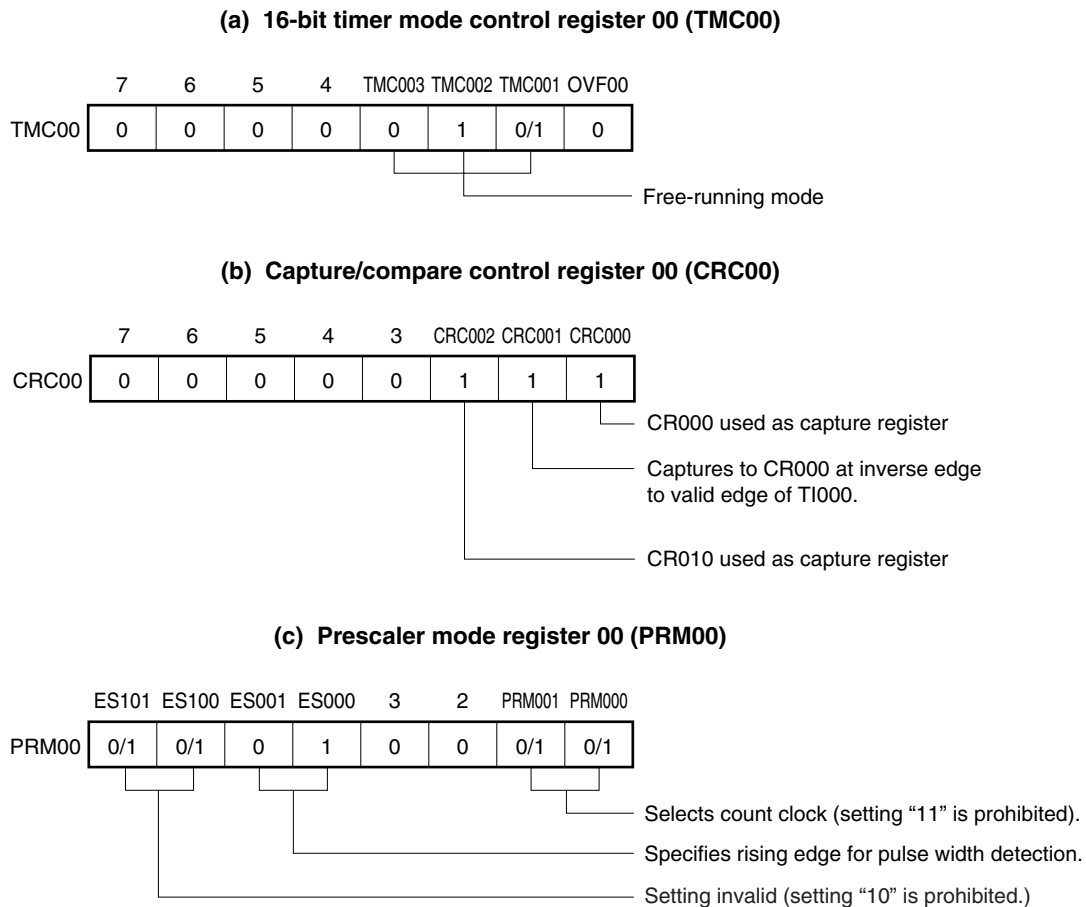 (a) 16-bit timer mode control register 00 (TMC00)
7 6 5 4 TMC003 TMC002 TMC001 OVF00
TMC00 0 0 0 0 0 1 0/1 0
Free-running mode
(b) Capture/compare control register 00 (CRC00)
7 6 5 4 3 CRC002 CRC001 CRC000
CRC00 0 0 0 0 0 1 1 1
CR000 used as capture register
Captures to CR000 at inverse edge
to valid edge of TI000.
CR010 used as capture register
(c) Prescaler mode register 00 (PRM00)
ES101 ES100 ES001 ES000 3 2 PRM001 PRM000
PRM00 0/1 0/1 0 1 0 0 0/1 0/1
Selects count clock (setting “11” is prohibited).
Specifies rising edge for pulse width detection.
Setting invalid (setting “10” is prohibited.)